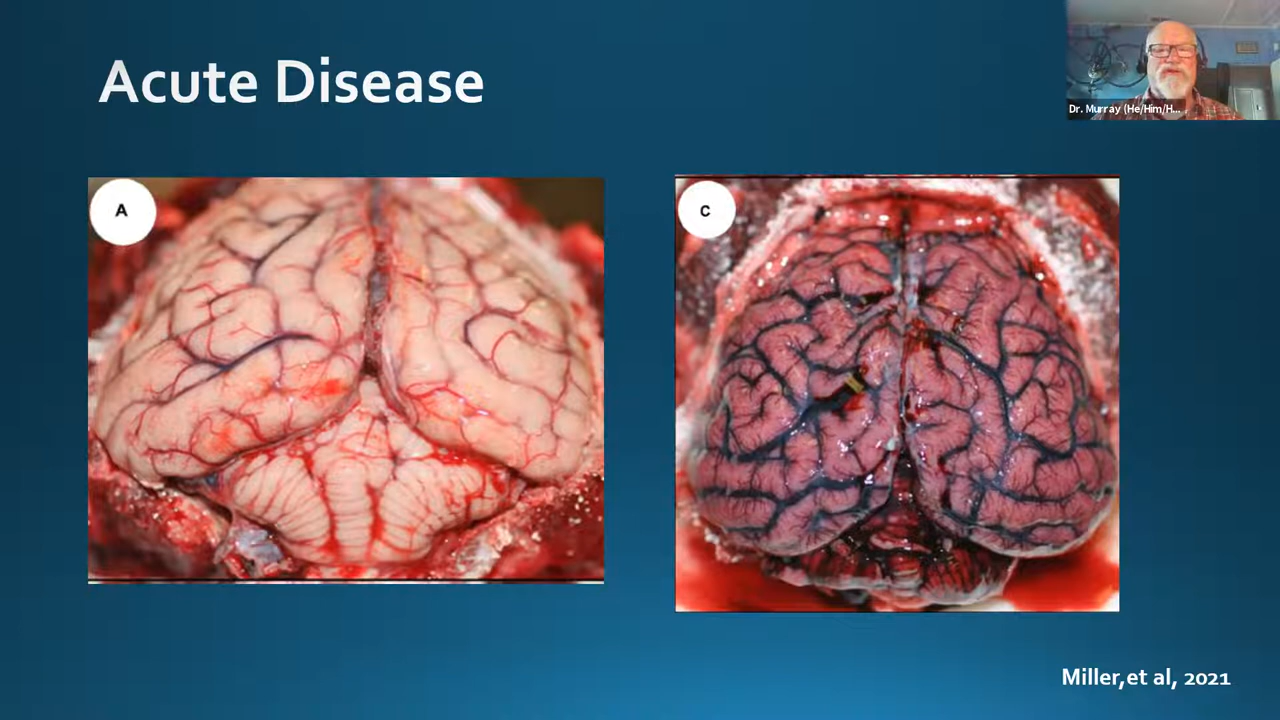 Acute Disease
Dr. Murray (He/Him/H...
A
C
Miller,et al, 2021